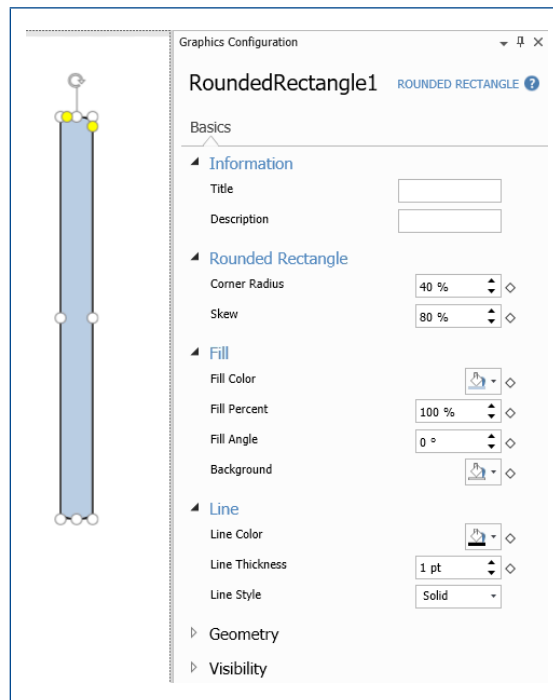 Graphics Configuration
RoundedRectangle1 ROUNDED RECTANGLE ?
Basics
Information
Title
Description
Rounded Rectangle
Corner Radius 40 %
Skew 80 %
Fill
Fill Color
Fill Percent 100 %
Fill Angle 0 °
Background
Line
Line Color
Line Thickness 1 pt
Line Style Solid
Geometry
Visibility